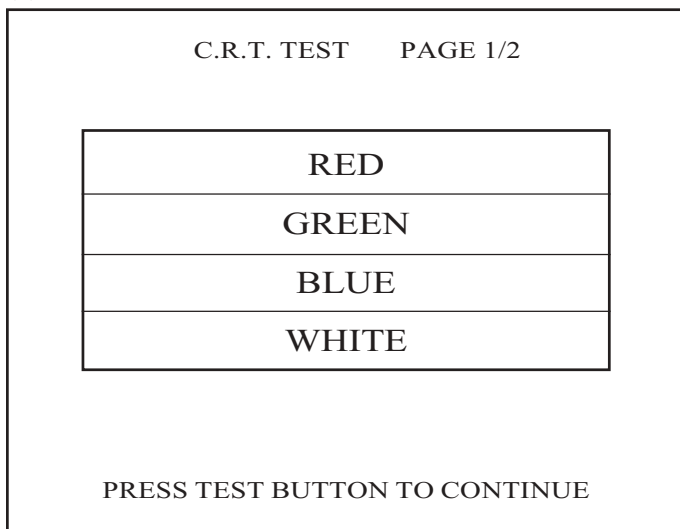 C.R.T. TEST PAGE 1/2
RED
GREEN
BLUE
WHITE
PRESS TEST BUTTON TO CONTINUE